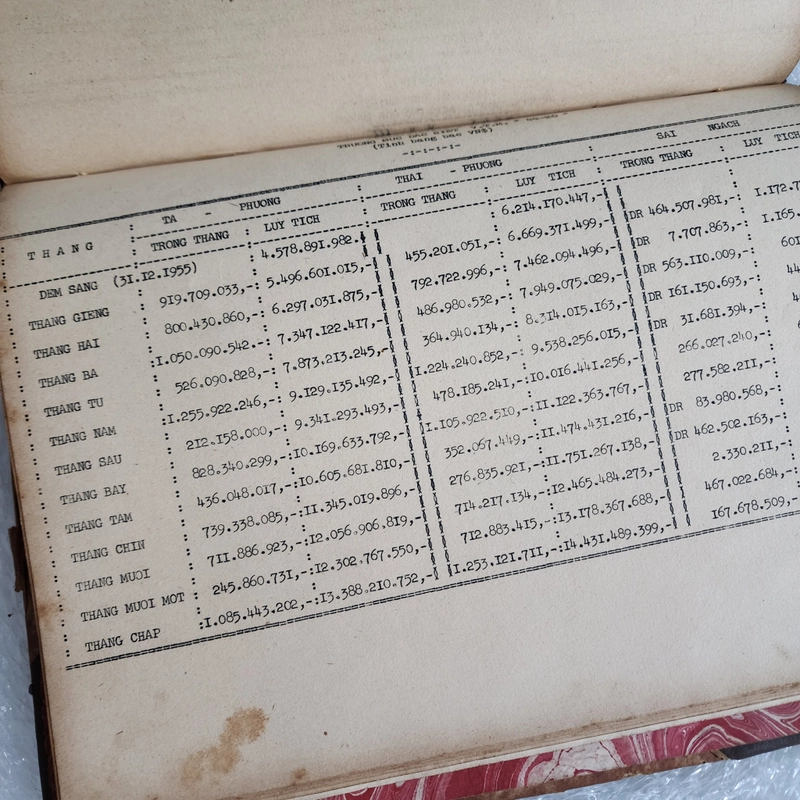 (Tính bằng bạc VN$)
-:-:-:-:-
THANG : TA - PHUONG : THAI - PHUONG : SAI NGACH
TRONG THANG : LUY TICH TRONG THANG : LUY TICH TRONG THANG : LUY TICH
DEM SANG (31.12.1955) 4.578.891.982.- 6.214.170.447,-
THANG GIENG : 919.709.033,-: 5.496.601.015,- 455.201.051,-: 6.669.371.499,- DR 464.507.981,-: 1.172.7
THANG HAI : 800.430.860,-: 6.297.031.875,- 792.722.996,-: 7.462.094.496,- DR 7.707.863,-: 1.165.
THANG BA :1.050.090.542.-: 7.347.122.417,- 486.980.532,-: 7.949.075.029,- DR 563.110.009,-: 601
THANG TU : 526.090.828,-: 7.873.213.245,- 364.940.134,-: 8.314.015.163,- DR 161.150.693,-: 44
THANG NAM :1.255.922.246,-: 9.129.135.492,- 1.224.240.852,-: 9.538.256.015,- DR 31.681.394,-: 4
THANG SAU : 212.158.000,-: 9.341.293.493,- 478.185.241,-:10.016.441.256,- 266.027.240,-:
THANG BAY : 828.340.299,-:10.169.633.792,- 1.105.922.510,-:11.122.363.767,- 277.582.211,-:
THANG TAM : 436.048.017,-:10.605.681.810,- 352.067.449,-:11.474.431.216,- DR 83.980.568,-:
THANG CHIN : 739.338.085,-:11.345.019.896,- 276.835.921,-:11.751.267.138,- DR 462.502.163,-:
THANG MUOI : 711.886.923,-:12.056.906.819,- 714.217.134,-:12.465.484.273,- 2.330.211,-:
THANG MUOI MOT : 245.860.731,-:12.302.767.550,- 712.883.415,-:13.178.367.688,- 467.022.684,-:
THANG CHAP :1.085.443.202,-:13.388.210.752,- 1.253.121.711,-:14.431.489.399,- 167.678.509,-: